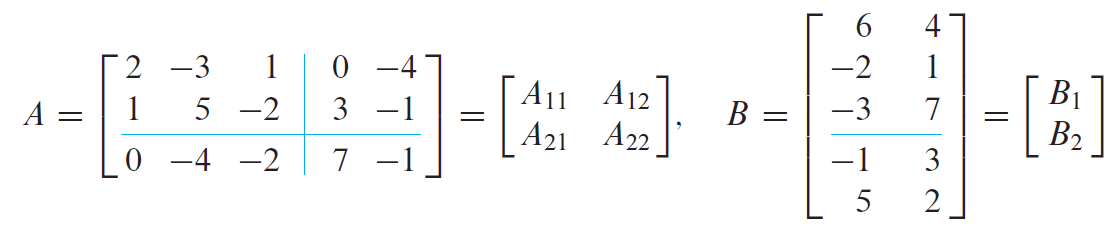 A = [ 2 −3 1 | 0 −4 ; 1 5 −2 | 3 −1 ; 0 −4 −2 | 7 −1 ] = [ A₁₁ A₁₂ ; A₂₁ A₂₂ ], B = [ 6 4 ; −2 1 ; −3 7 ; −1 3 ; 5 2 ] = [ B₁ ; B₂ ]